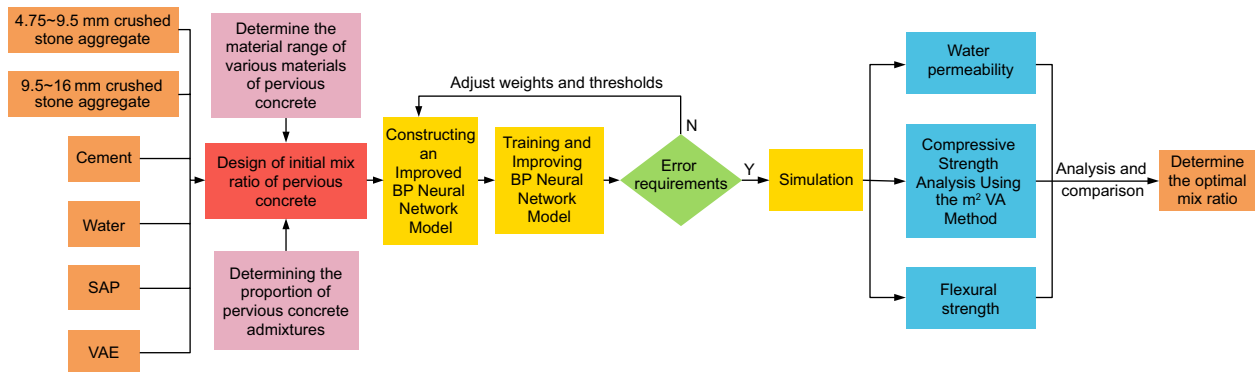 4.75~9.5 mm crushed
stone aggregate
9.5~16 mm crushed
stone aggregate
Cement
Water
SAP
VAE
Determine the
material range of
various materials
of pervious
concrete
Design of initial mix
ratio of pervious
concrete
Determining the
proportion of
pervious concrete
admixtures
Adjust weights and thresholds
Constructing
an
Improved
BP Neural
Network
Model
Training and
Improving
BP Neural
Network
Model
N
Error
requirements
Y
Simulation
Water
permeability
Compressive
Strength
Analysis Using
the m² VA
Method
Flexural
strength
Analysis and
comparison
Determine
the optimal
mix ratio